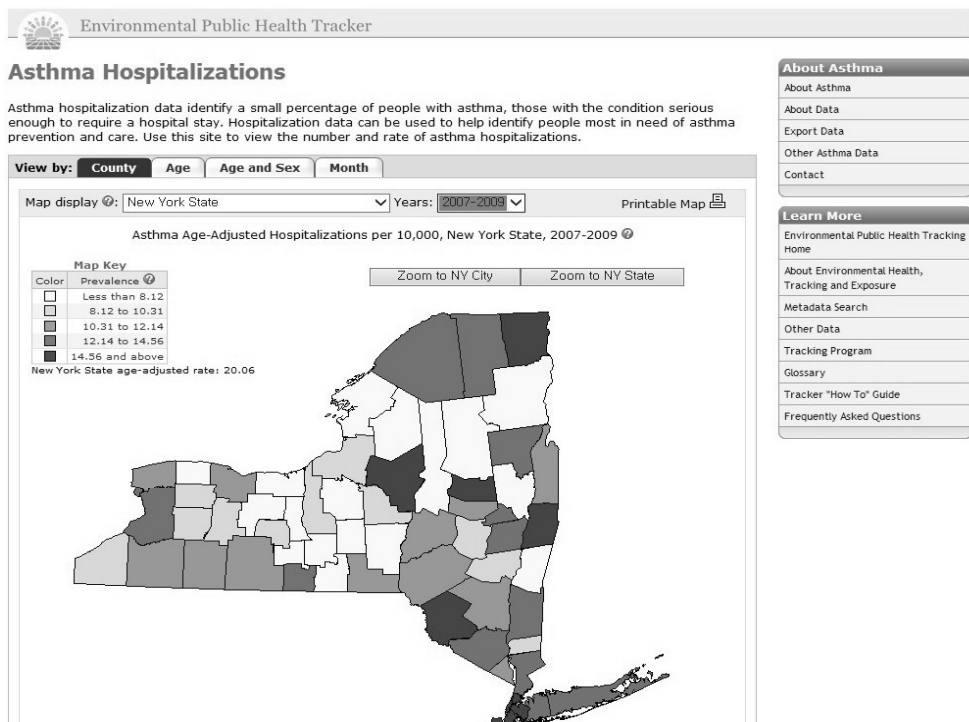 Environmental Public Health Tracker
Asthma Hospitalizations
Asthma hospitalization data identify a small percentage of people with asthma, those with the condition serious
enough to require a hospital stay. Hospitalization data can be used to help identify people most in need of asthma
prevention and care. Use this site to view the number and rate of asthma hospitalizations.
View by: County Age Age and Sex Month
Map display ?: New York State Years: 2007-2009 Printable Map
Asthma Age-Adjusted Hospitalizations per 10,000, New York State, 2007-2009 ?
Zoom to NY City Zoom to NY State
Map Key
Color Prevalence ?
Less than 8.12
8.12 to 10.31
10.31 to 12.14
12.14 to 14.56
14.56 and above
New York State age-adjusted rate: 20.06
About Asthma
About Asthma
About Data
Export Data
Other Asthma Data
Contact
Learn More
Environmental Public Health Tracking
Home
About Environmental Health,
Tracking and Exposure
Metadata Search
Other Data
Tracking Program
Glossary
Tracker "How To" Guide
Frequently Asked Questions